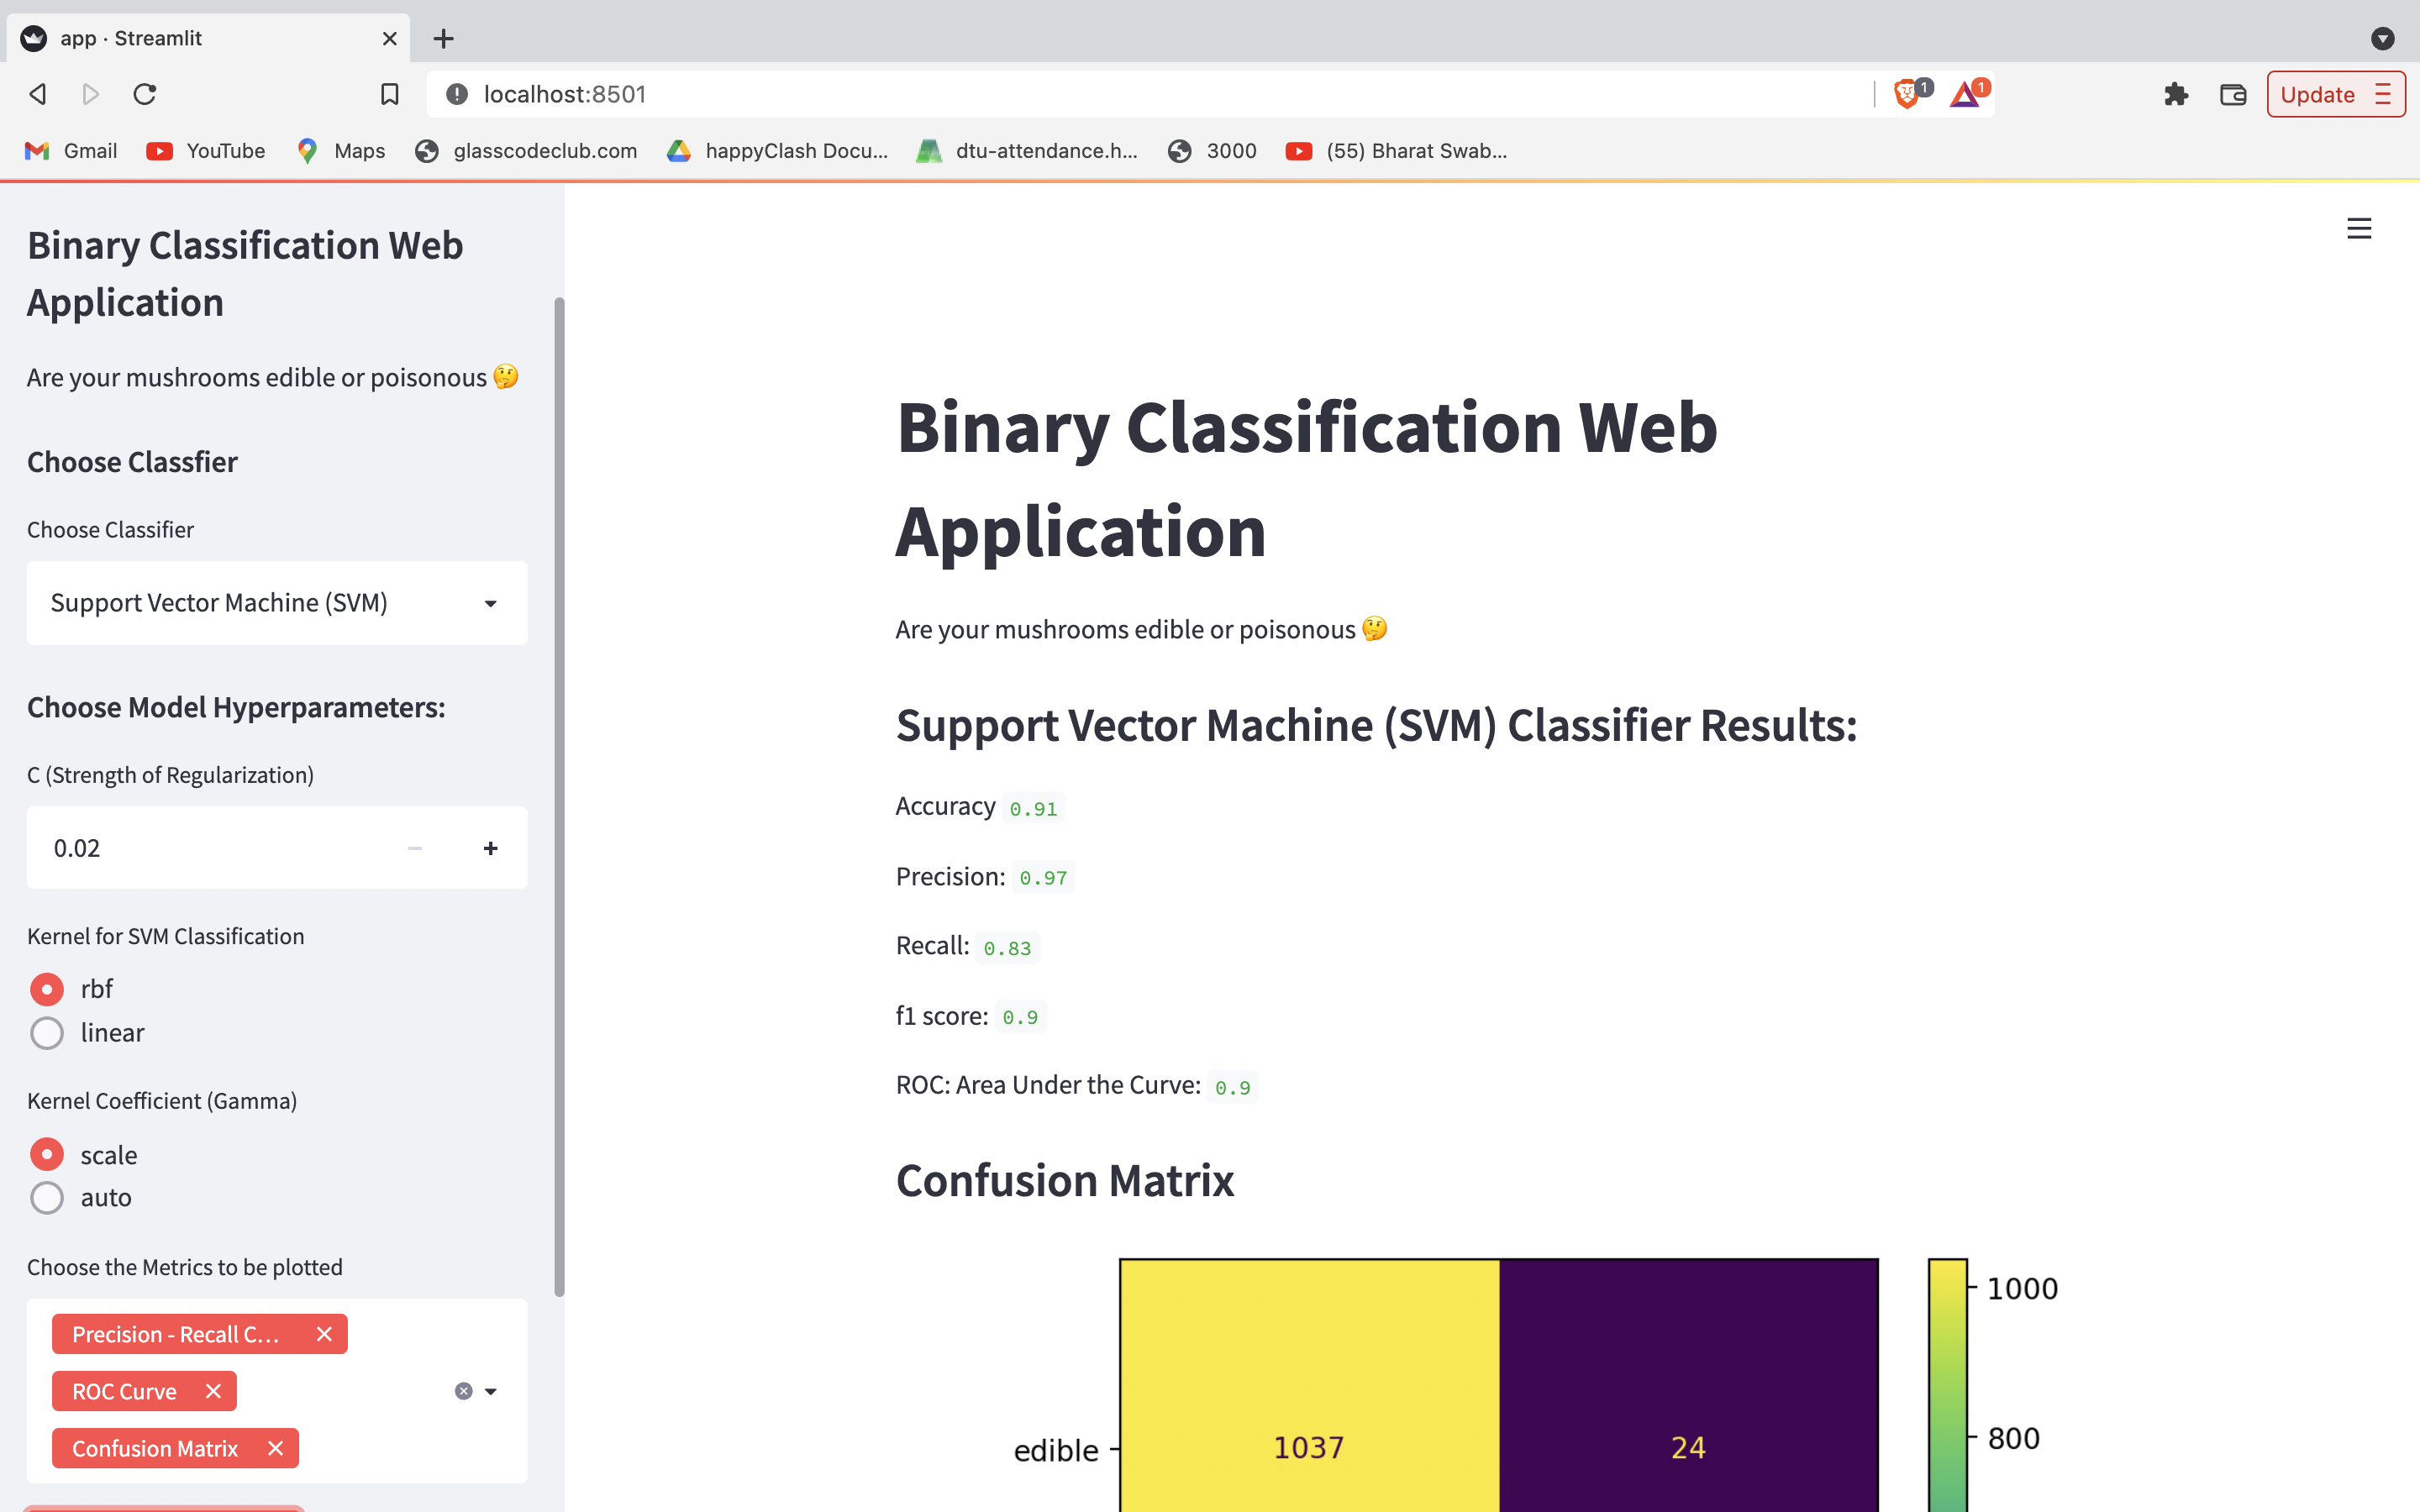 app · Streamlit
localhost:8501
1
1
Update
Gmail
YouTube
Maps
glasscodeclub.com
happyClash Docu...
dtu-attendance.h...
3000
(55) Bharat Swab...
Binary Classification Web
Application
Are your mushrooms edible or poisonous 🤔
Choose Classfier
Choose Classifier
Support Vector Machine (SVM)
Choose Model Hyperparameters:
C (Strength of Regularization)
0.02
Kernel for SVM Classification
rbf
linear
Kernel Coefficient (Gamma)
scale
auto
Choose the Metrics to be plotted
Precision - Recall C...
ROC Curve
Confusion Matrix
Binary Classification Web
Application
Are your mushrooms edible or poisonous 🤔
Support Vector Machine (SVM) Classifier Results:
Accuracy 0.91
Precision: 0.97
Recall: 0.83
f1 score: 0.9
ROC: Area Under the Curve: 0.9
Confusion Matrix
1000
800
edible
1037
24